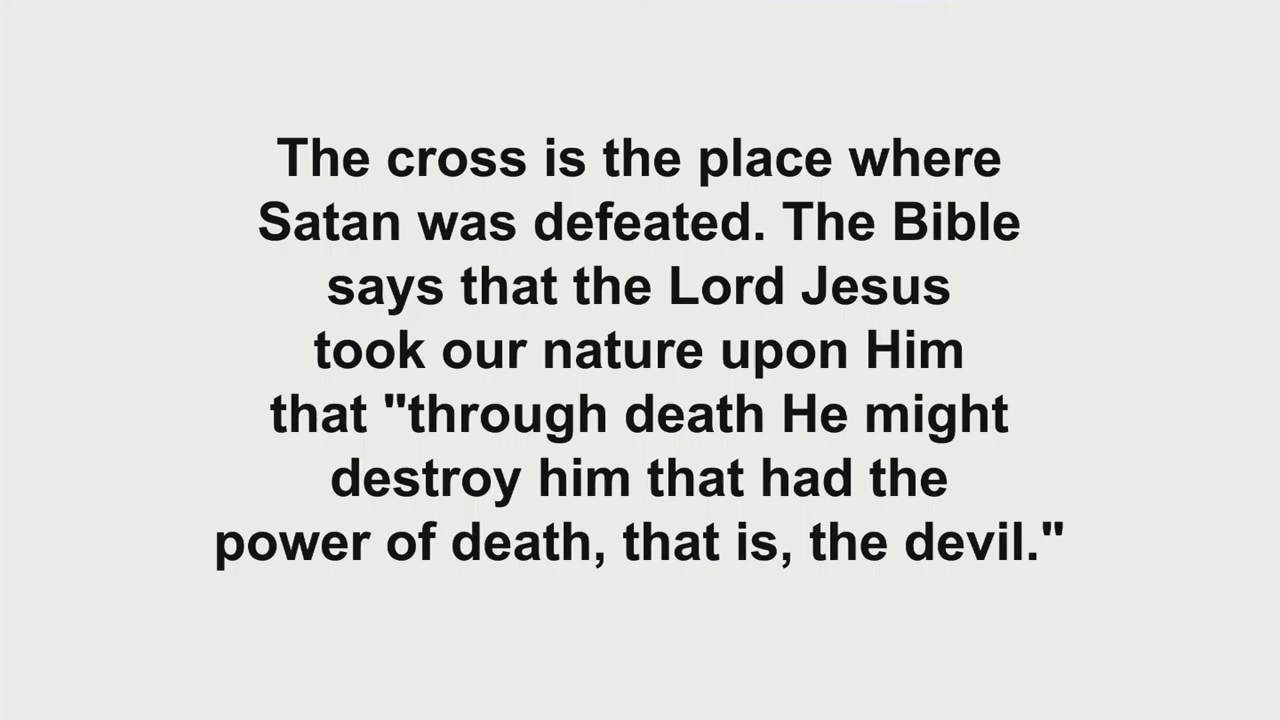 The cross is the place where
Satan was defeated. The Bible
says that the Lord Jesus
took our nature upon Him
that "through death He might
destroy him that had the
power of death, that is, the devil."